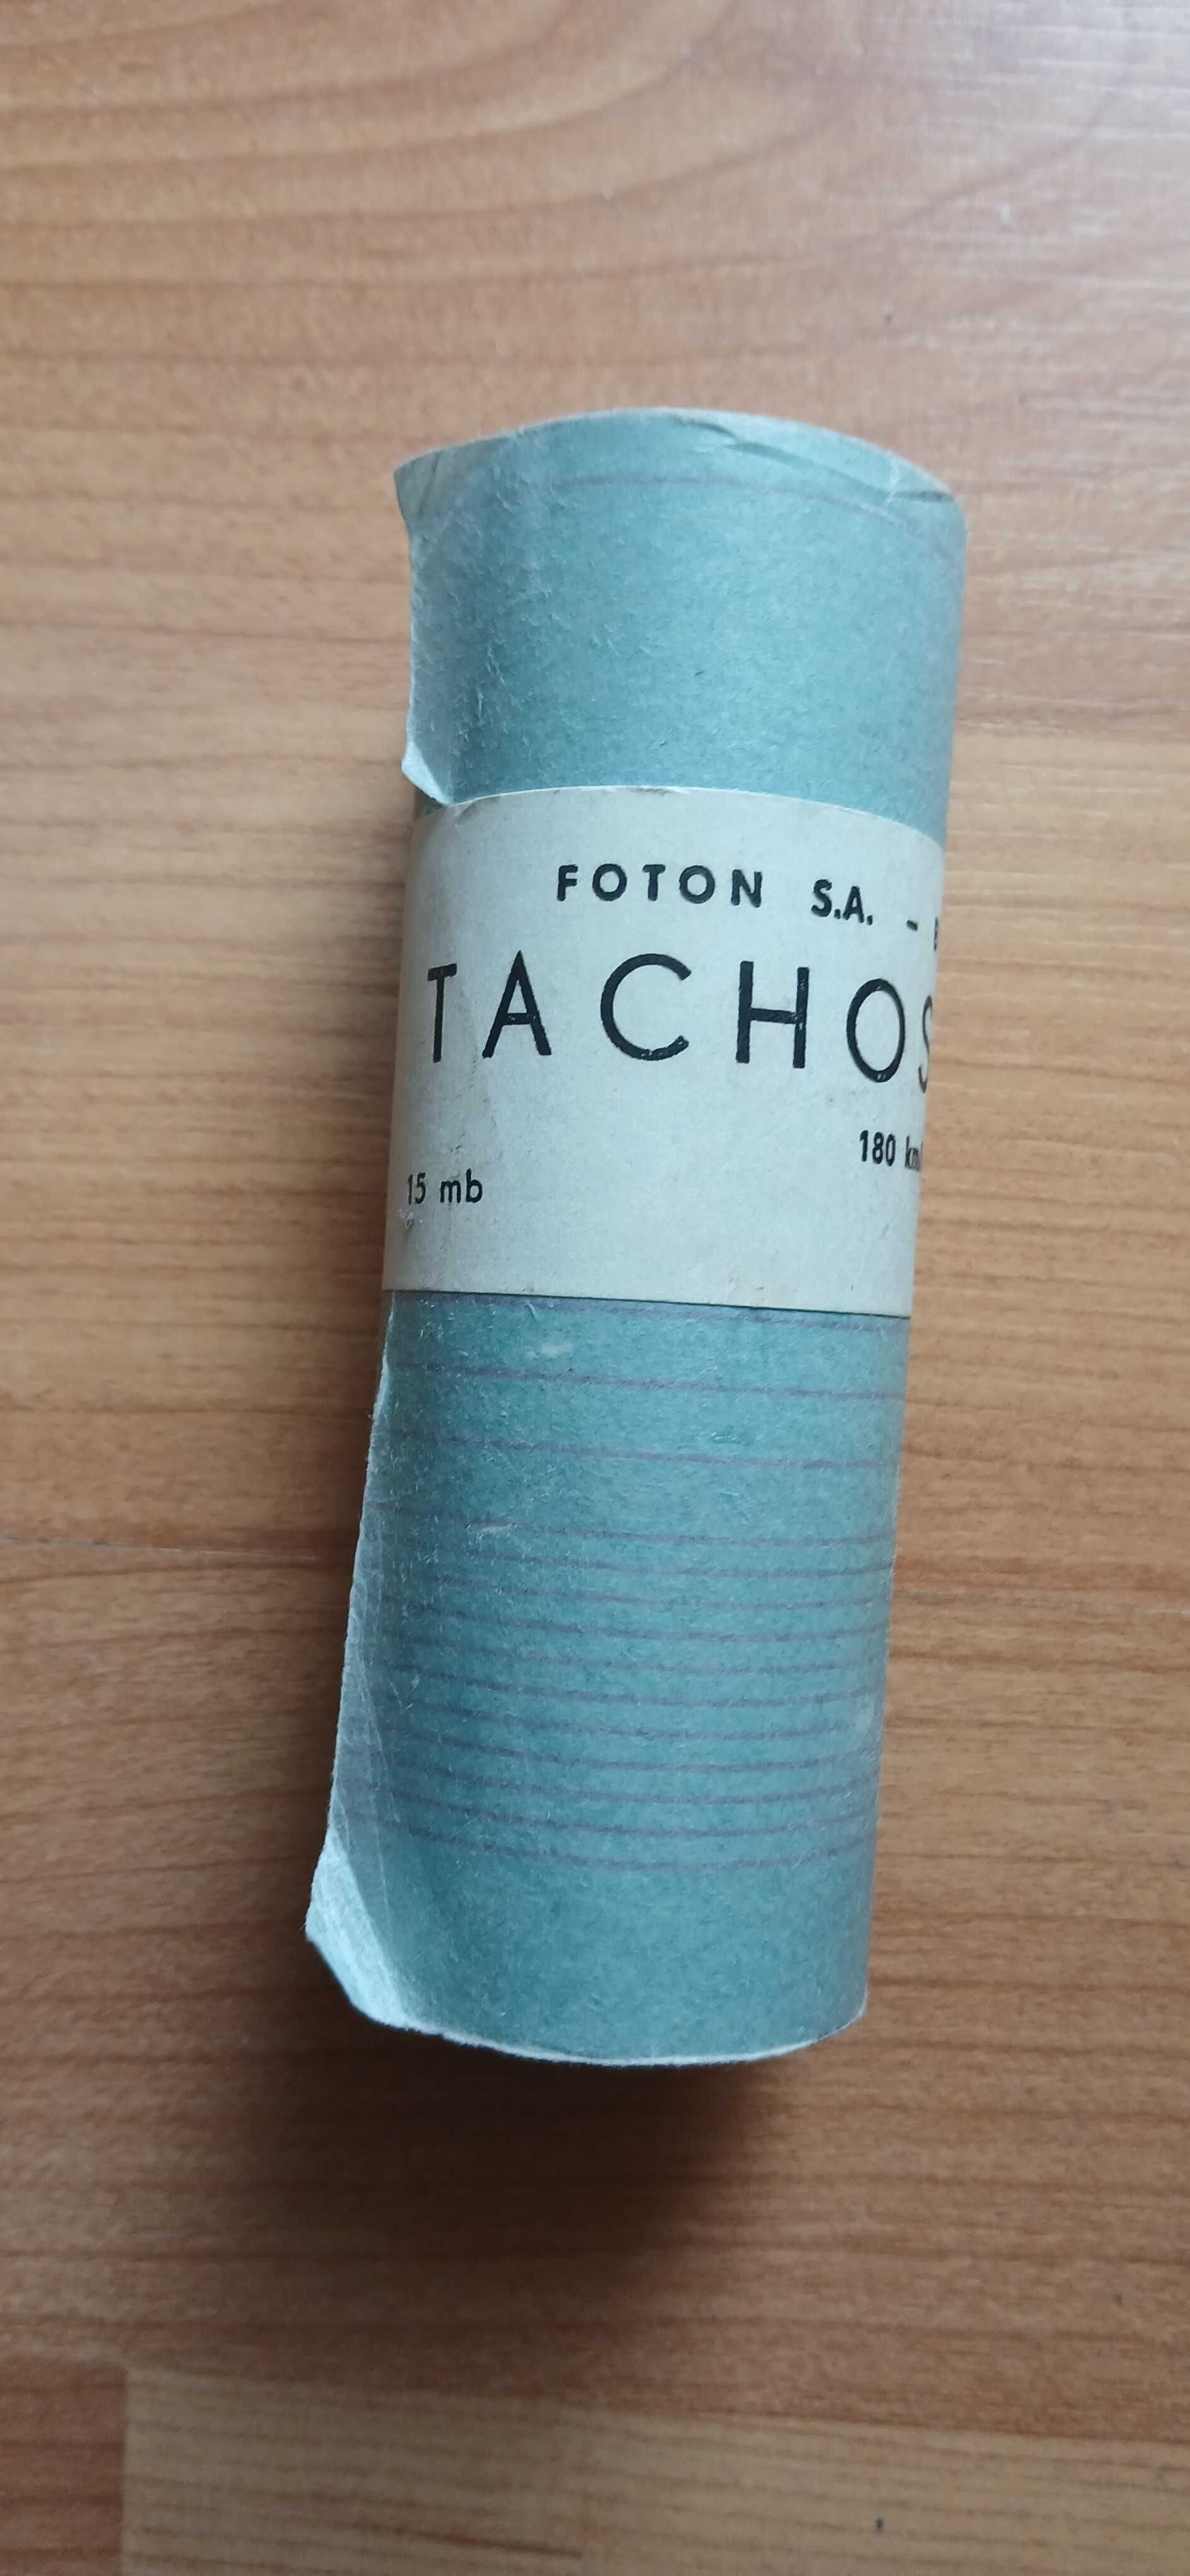 FOTON S.A. –
TACHOS
180 km/
15 mb